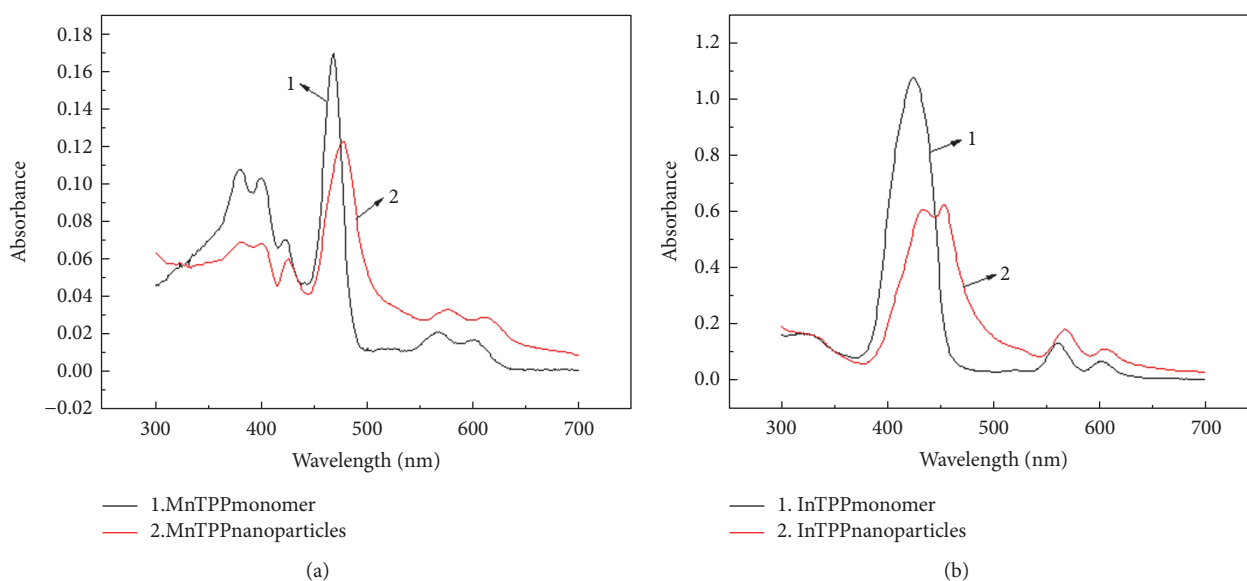 0.18
0.16
0.14
0.12
0.10
0.08
0.06
0.04
0.02
0.00
−0.02
Absorbance
1
2
300 400 500 600 700
Wavelength (nm)
1.MnTPPmonomer
2.MnTPPnanoparticles
(a)
1.2
1.0
0.8
0.6
0.4
0.2
0.0
Absorbance
1
2
300 400 500 600 700
Wavelength (nm)
1. InTPPmonomer
2. InTPPnanoparticles
(b)